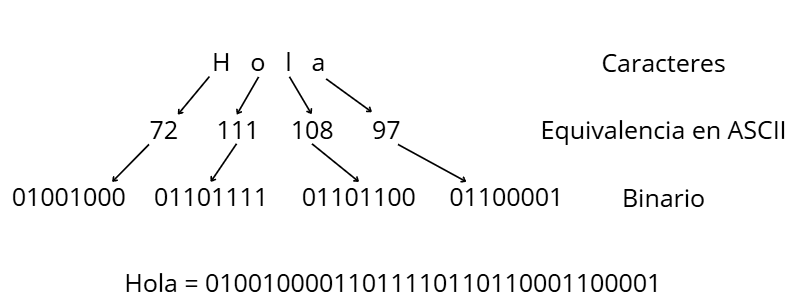 H o l a Caracteres
72 111 108 97 Equivalencia en ASCII
01001000 01101111 01101100 01100001 Binario
Hola = 01001000011011110110110001100001